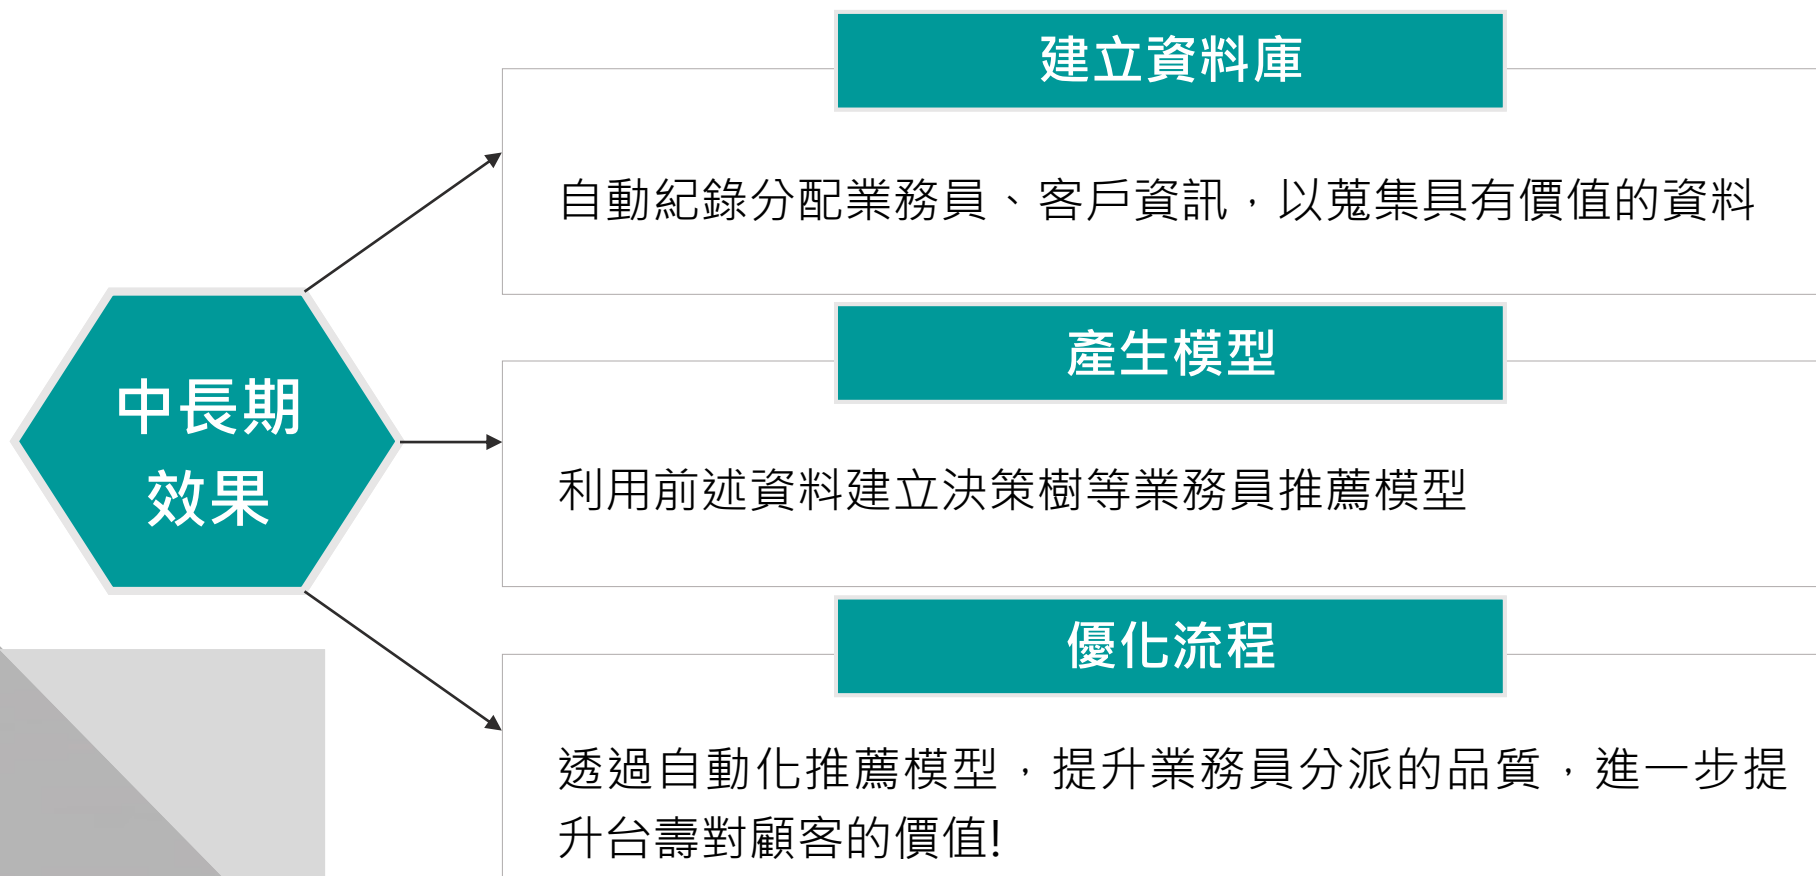 建立資料庫
自動紀錄分配業務員、客戶資訊，以蒐集具有價值的資料
中長期
效果
產生模型
利用前述資料建立決策樹等業務員推薦模型
優化流程
透過自動化推薦模型，提升業務員分派的品質，進一步提
升台壽對顧客的價值!